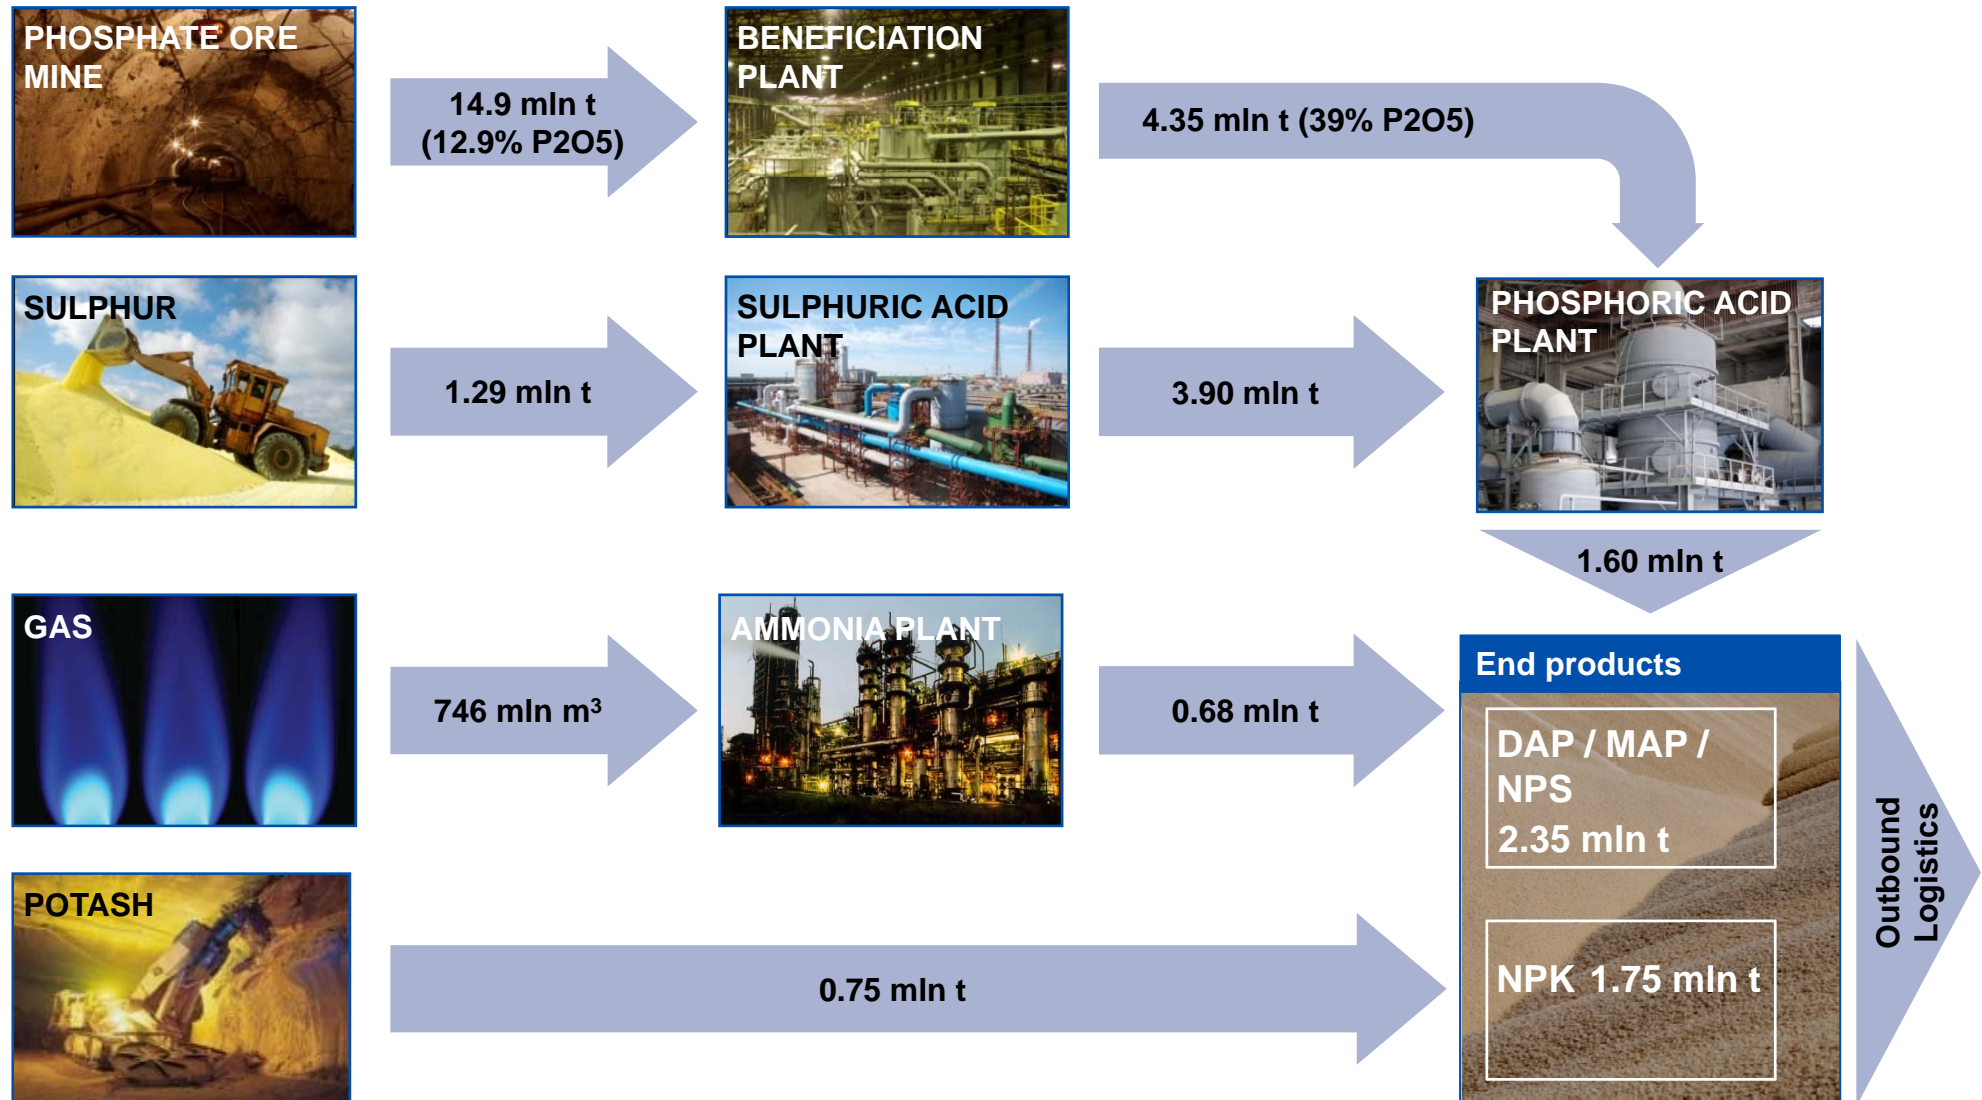 PHOSPHATE ORE
MINE
14.9 mln t
(12.9% P2O5)
BENEFICIATION
PLANT
4.35 mln t (39% P2O5)
SULPHUR
1.29 mln t
SULPHURIC ACID
PLANT
3.90 mln t
PHOSPHORIC ACID
PLANT
1.60 mln t
GAS
746 mln m³
AMMONIA PLANT
0.68 mln t
End products
DAP / MAP /
NPS
2.35 mln t
POTASH
0.75 mln t
NPK 1.75 mln t
Outbound
Logistics